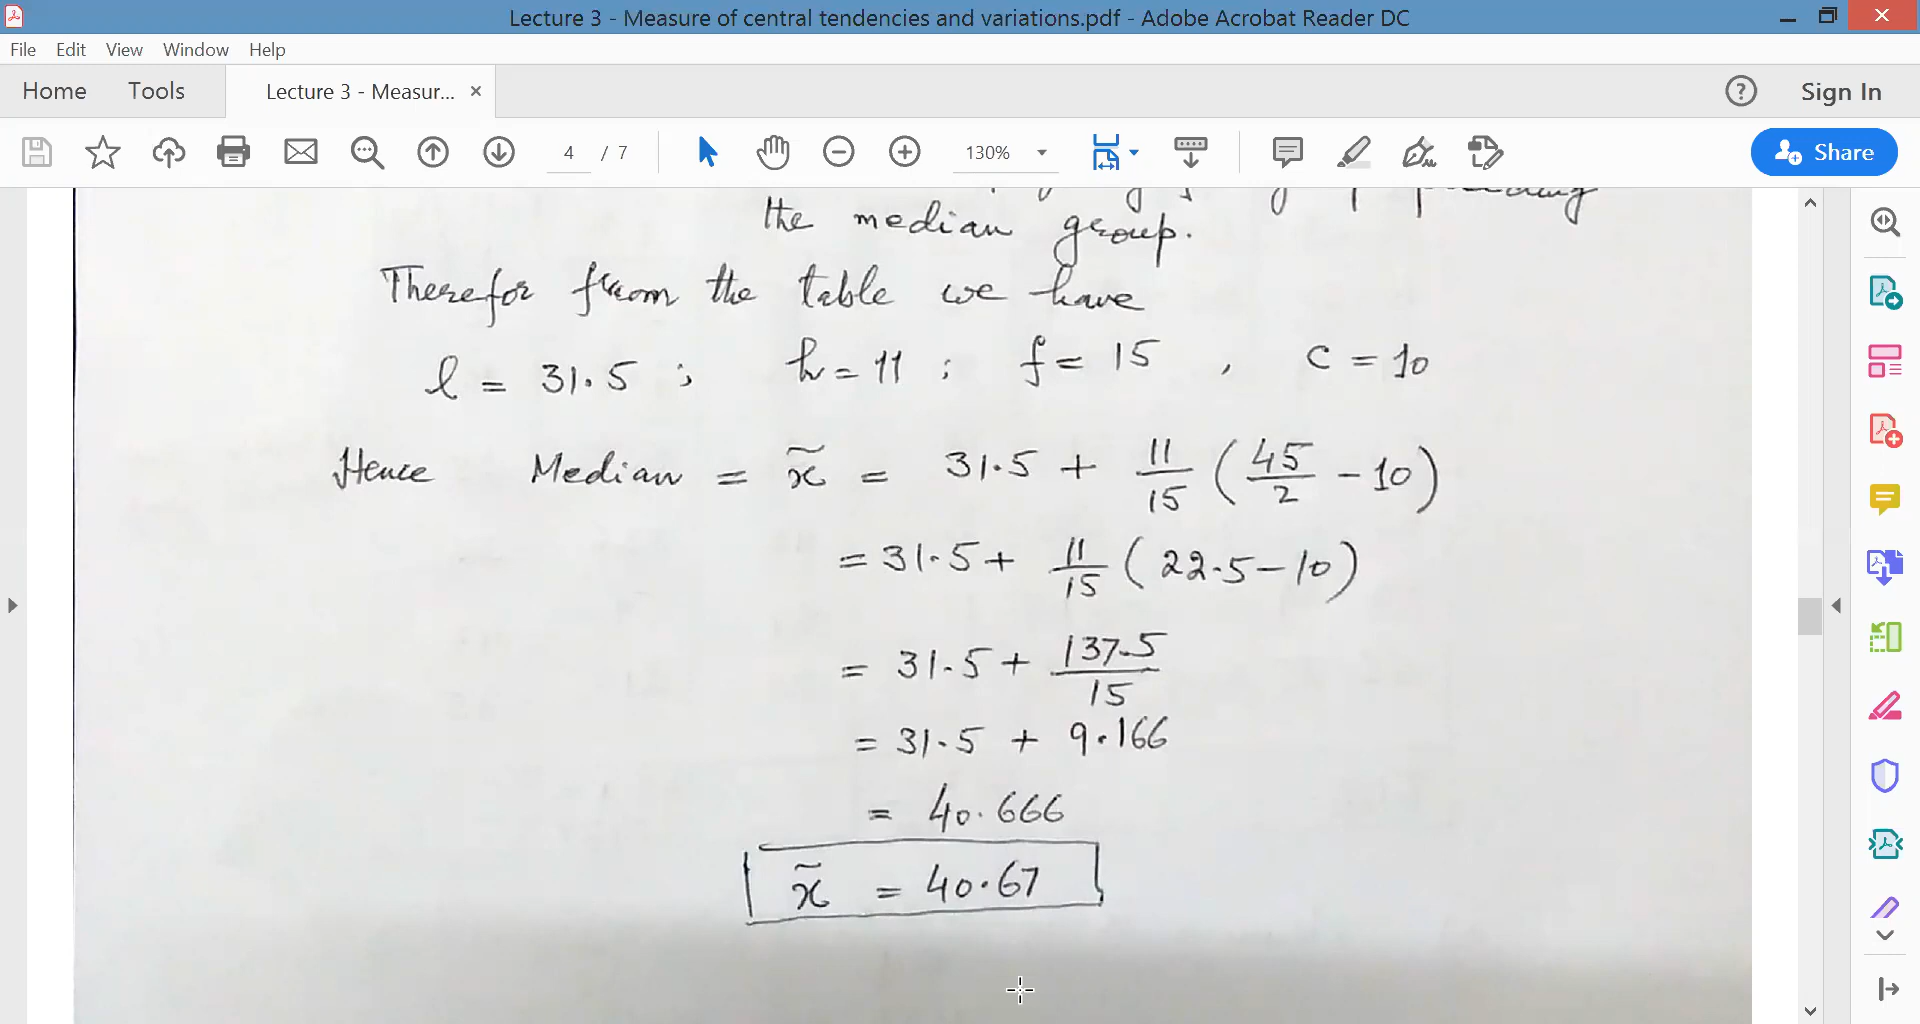 Lecture 3 - Measure of central tendencies and variations.pdf - Adobe Acrobat Reader DC
File Edit View Window Help
Home Tools Lecture 3 - Measur... × Sign In
4 / 7 130% Share
the median group.
Therefor from the table we have
l = 31.5 ; h = 11 ; f = 15 , C = 10
Hence Median = x̃ = 31.5 + 11/15 (45/2 - 10)
= 31.5 + 11/15 (22.5 - 10)
= 31.5 + 137.5/15
= 31.5 + 9.166
= 40.666
x̃ = 40.67